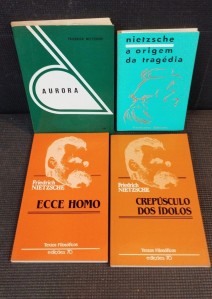 AURORA
nietzsche
a origem
da tragédia
Friedrich
NIETZSCHE
ECCE HOMO
Textos Filosóficos
edições 70
Friedrich
NIETZSCHE
CREPÚSCULO
DOS ÍDOLOS
Textos Filosóficos
edições 70